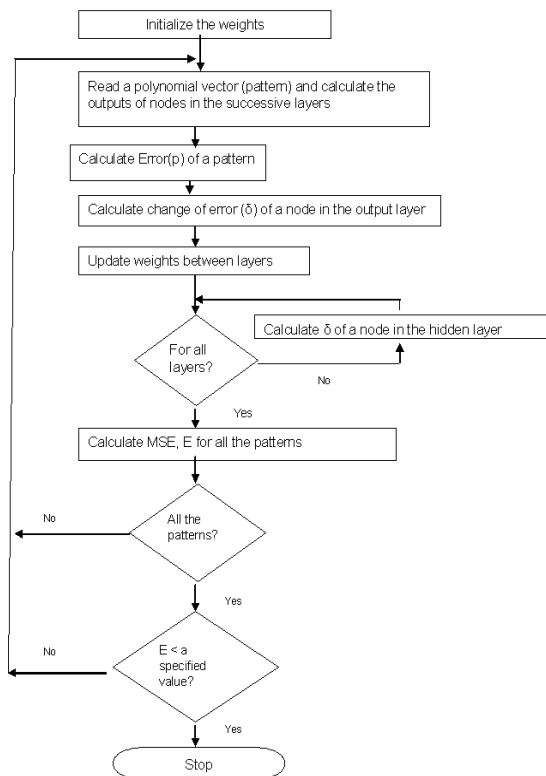 Initialize the weights
Read a polynomial vector (pattern) and calculate the
outputs of nodes in the successive layers
Calculate Error(p) of a pattern
Calculate change of error (δ) of a node in the output layer
Update weights between layers
Calculate δ of a node in the hidden layer
For all
layers?
No
Yes
Calculate MSE, E for all the patterns
No
All the
patterns?
Yes
No
E < a
specified
value?
Yes
Stop